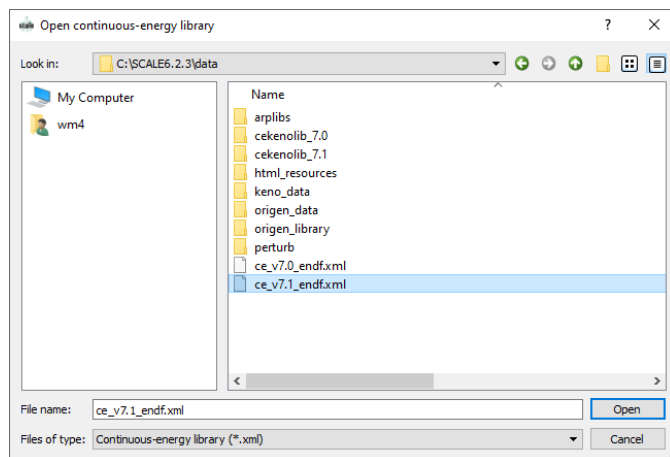 scale Open continuous-energy library ? X
Look in: C:\SCALE6.2.3\data
My Computer
wm4
Name
arplibs
cekenolib_7.0
cekenolib_7.1
html_resources
keno_data
origen_data
origen_library
perturb
ce_v7.0_endf.xml
ce_v7.1_endf.xml
File name: ce_v7.1_endf.xml Open
Files of type: Continuous-energy library (*.xml) Cancel